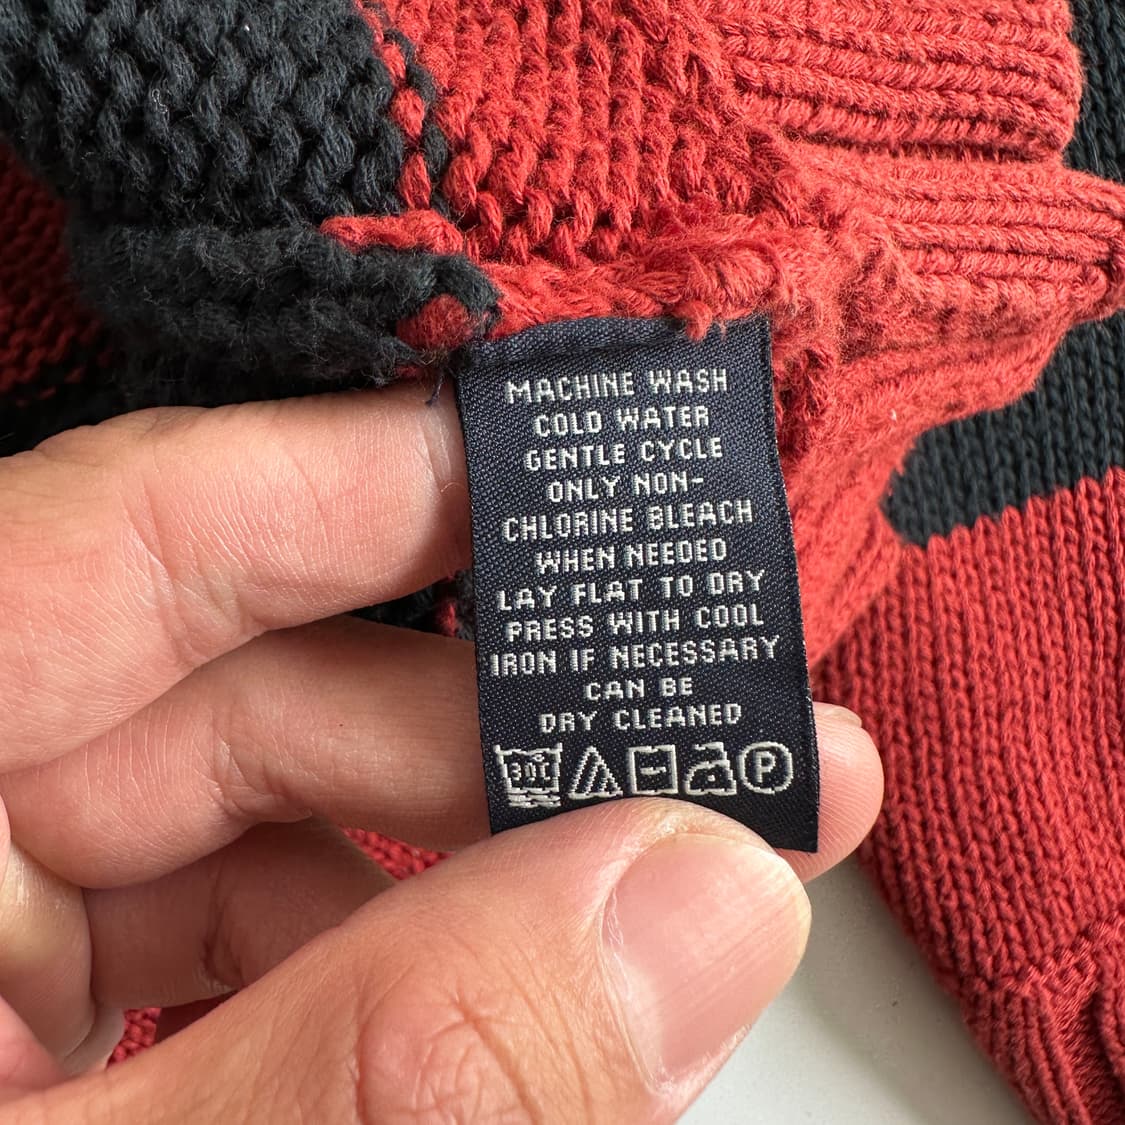 MACHINE WASH
COLD WATER
GENTLE CYCLE
ONLY NON-
CHLORINE BLEACH
WHEN NEEDED
LAY FLAT TO DRY
PRESS WITH COOL
IRON IF NECESSARY
CAN BE
DRY CLEANED
30C P